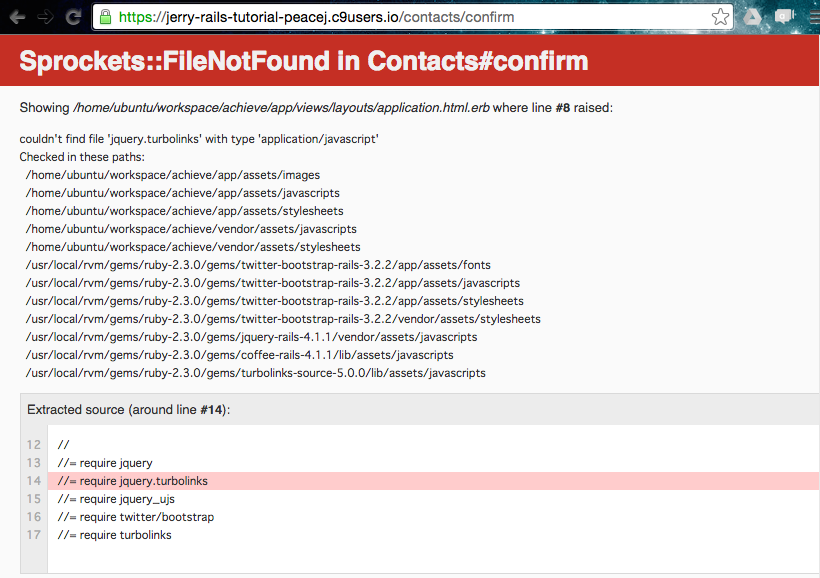 https://jerry-rails-tutorial-peacej.c9users.io/contacts/confirm
Sprockets::FileNotFound in Contacts#confirm
Showing /home/ubuntu/workspace/achieve/app/views/layouts/application.html.erb where line #8 raised:
couldn't find file 'jquery.turbolinks' with type 'application/javascript'
Checked in these paths:
/home/ubuntu/workspace/achieve/app/assets/images
/home/ubuntu/workspace/achieve/app/assets/javascripts
/home/ubuntu/workspace/achieve/app/assets/stylesheets
/home/ubuntu/workspace/achieve/vendor/assets/javascripts
/home/ubuntu/workspace/achieve/vendor/assets/stylesheets
/usr/local/rvm/gems/ruby-2.3.0/gems/twitter-bootstrap-rails-3.2.2/app/assets/fonts
/usr/local/rvm/gems/ruby-2.3.0/gems/twitter-bootstrap-rails-3.2.2/app/assets/javascripts
/usr/local/rvm/gems/ruby-2.3.0/gems/twitter-bootstrap-rails-3.2.2/app/assets/stylesheets
/usr/local/rvm/gems/ruby-2.3.0/gems/twitter-bootstrap-rails-3.2.2/vendor/assets/stylesheets
/usr/local/rvm/gems/ruby-2.3.0/gems/jquery-rails-4.1.1/vendor/assets/javascripts
/usr/local/rvm/gems/ruby-2.3.0/gems/coffee-rails-4.1.1/lib/assets/javascripts
/usr/local/rvm/gems/ruby-2.3.0/gems/turbolinks-source-5.0.0/lib/assets/javascripts
Extracted source (around line #14):
12 //
13 //= require jquery
14 //= require jquery.turbolinks
15 //= require jquery_ujs
16 //= require twitter/bootstrap
17 //= require turbolinks